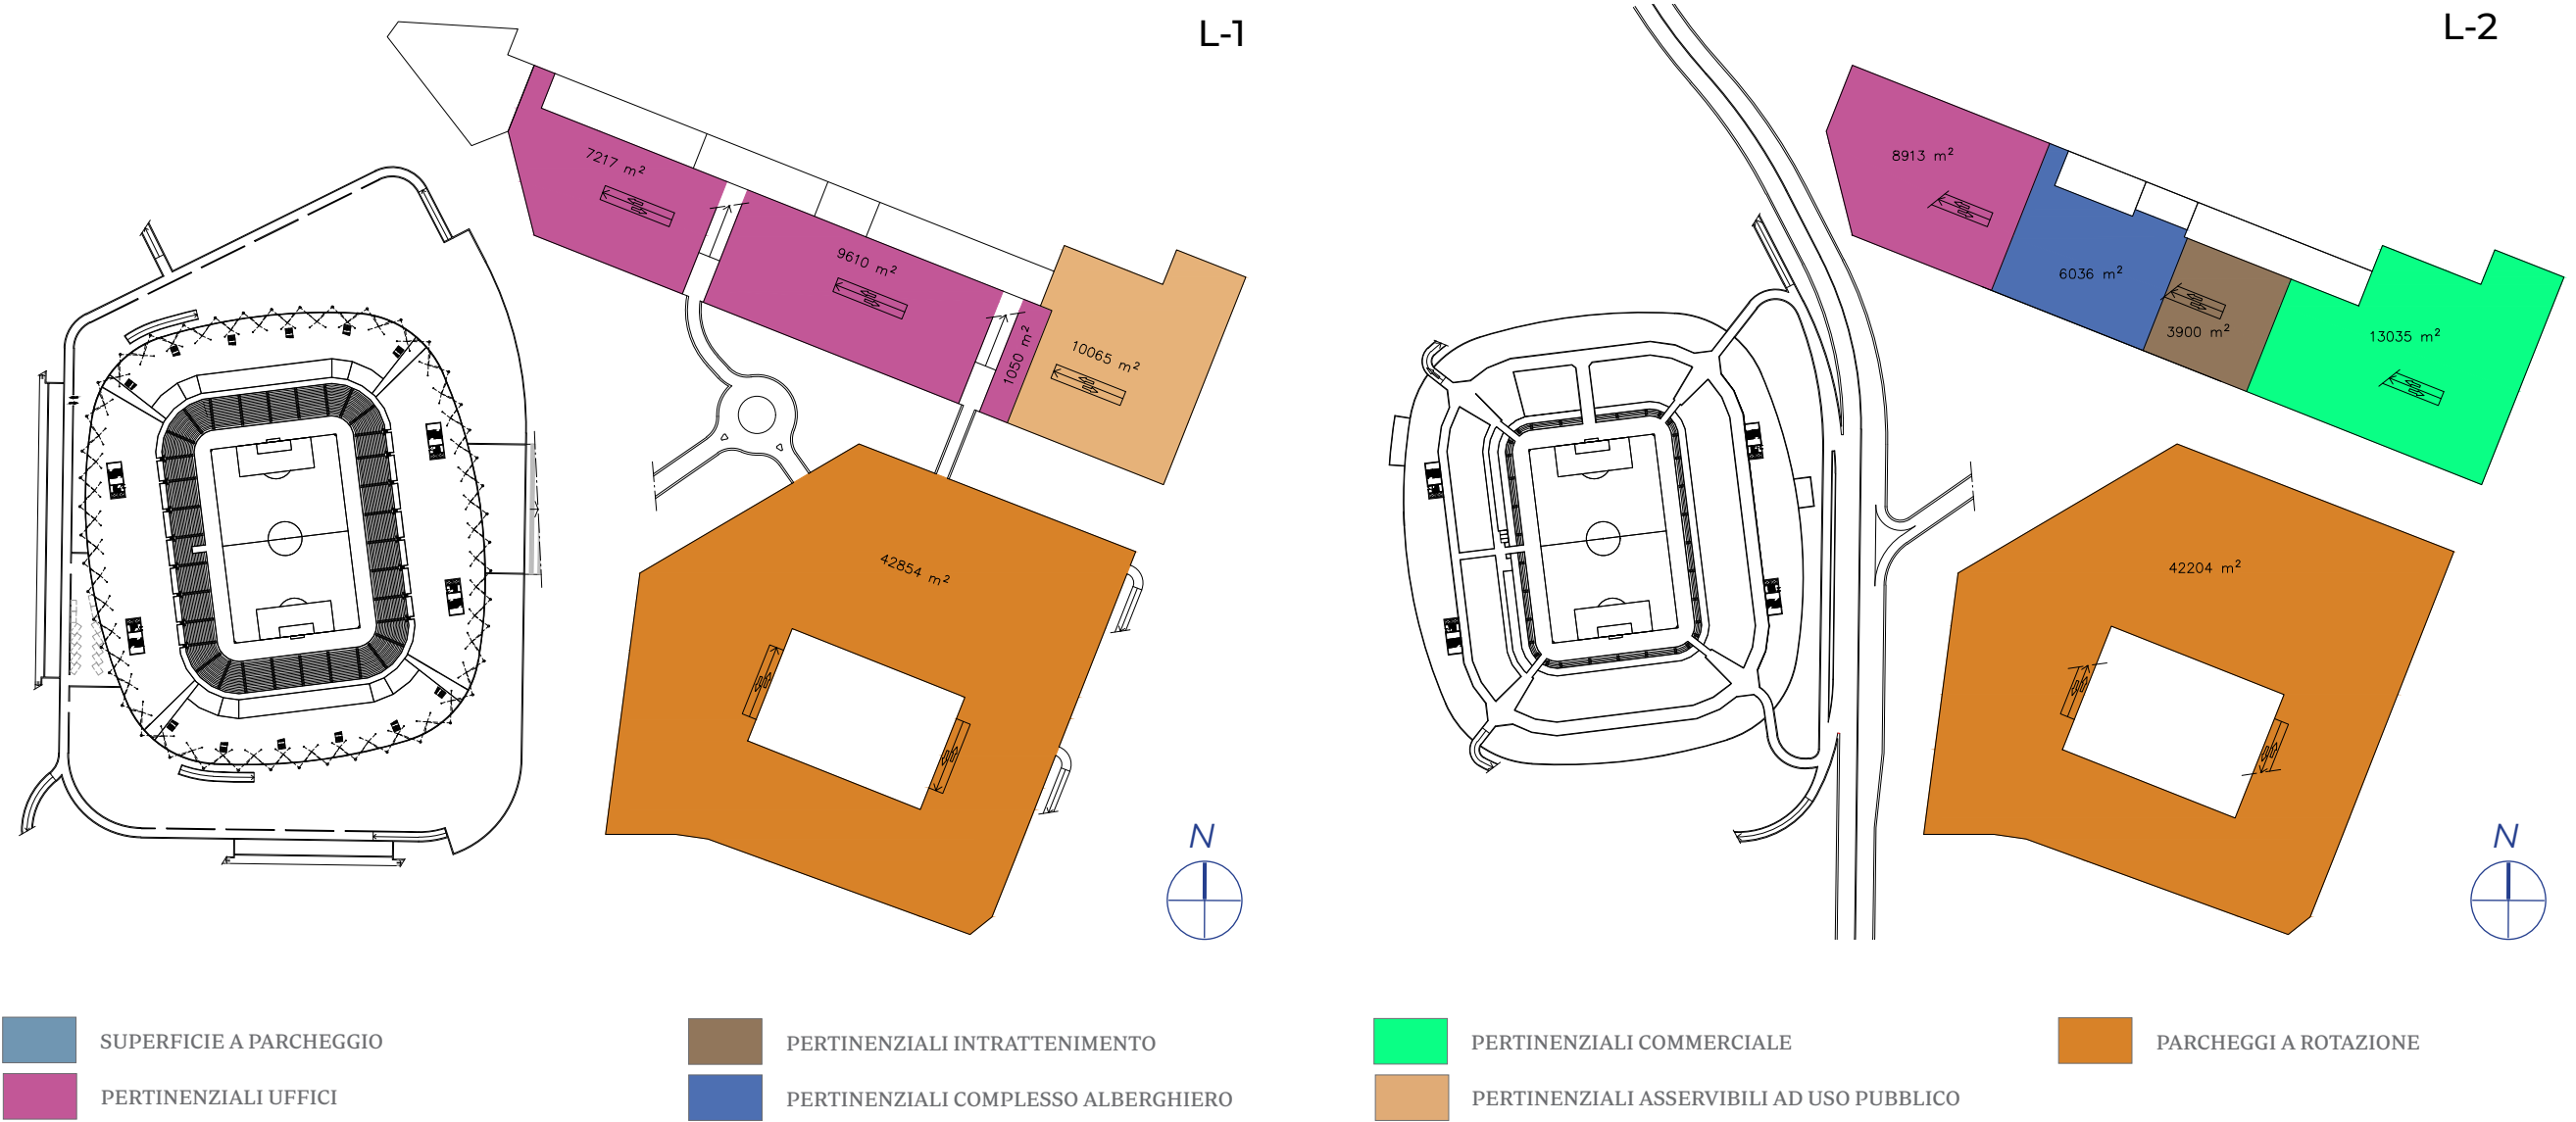 L-1
L-2
7217 m²
9610 m²
1050 m²
10065 m²
42854 m²
N
8913 m²
6036 m²
3900 m²
13035 m²
42204 m²
N
SUPERFICIE A PARCHEGGIO
PERTINENZIALI UFFICI
PERTINENZIALI INTRATTENIMENTO
PERTINENZIALI COMPLESSO ALBERGHIERO
PERTINENZIALI COMMERCIALE
PERTINENZIALI ASSERVIBILI AD USO PUBBLICO
PARCHEGGI A ROTAZIONE